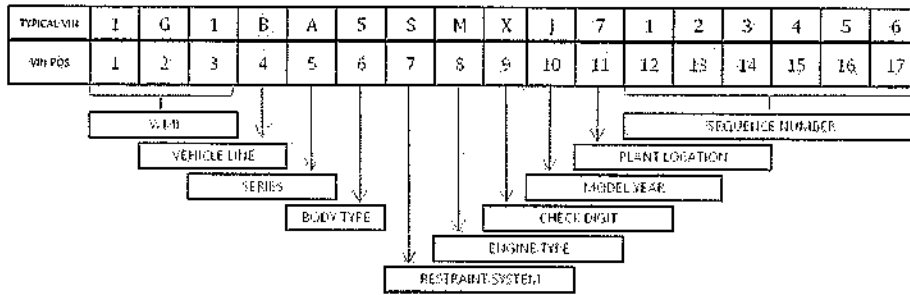 TYPICAL VIN 1 G 1 B A 5 S M X J 7 1 2 3 4 5 6
VIN POS 1 2 3 4 5 6 7 8 9 10 11 12 13 14 15 16 17
WMI SEQUENCE NUMBER
VEHICLE LINE PLANT LOCATION
SERIES MODEL YEAR
BODY TYPE CHECK DIGIT
ENGINE TYPE
RESTRAINT SYSTEM